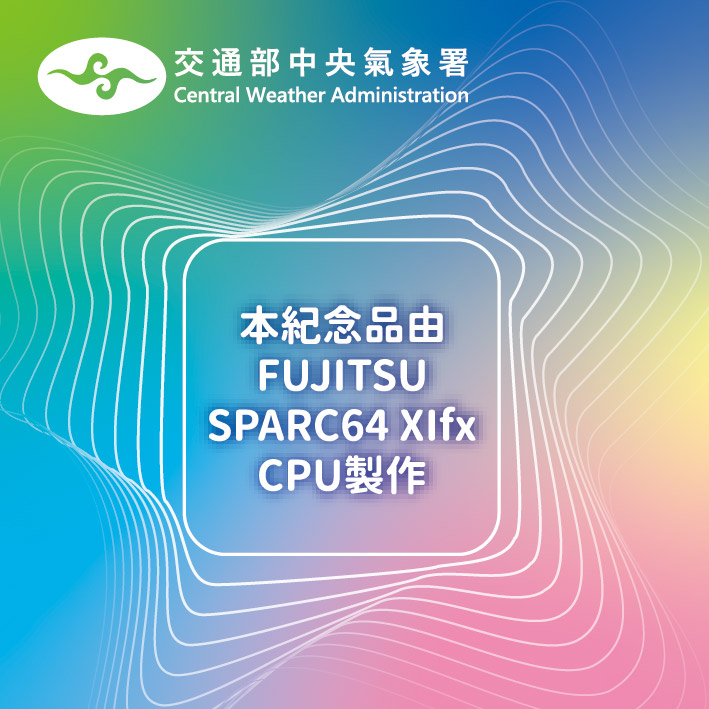 交通部中央氣象署
Central Weather Administration
本紀念品由
FUJITSU
SPARC64 XIfx
CPU製作